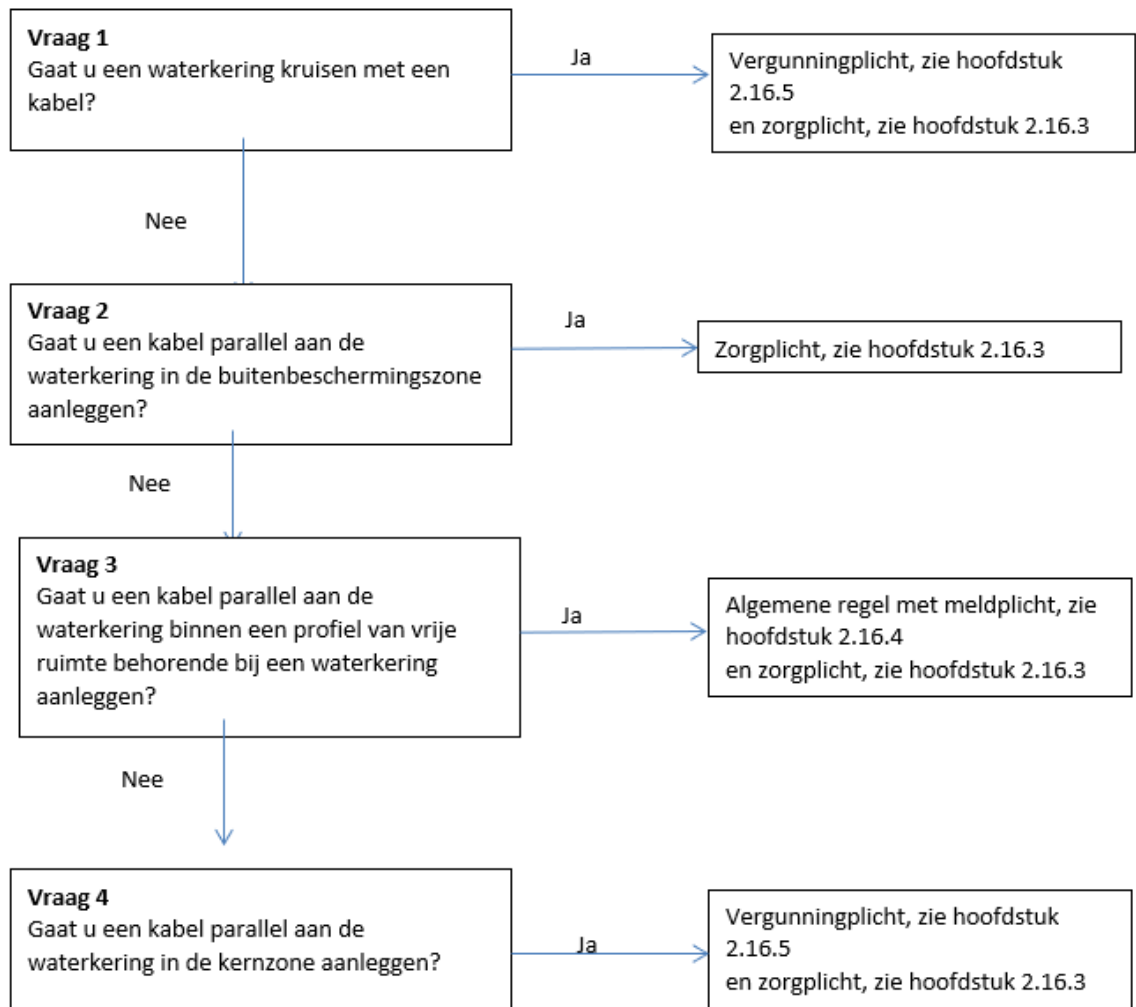 Vraag 1
Gaat u een waterkering kruisen met een
kabel?
Ja
Vergunningplicht, zie hoofdstuk
2.16.5
en zorgplicht, zie hoofdstuk 2.16.3
Nee
Vraag 2
Gaat u een kabel parallel aan de
waterkering in de buitenbeschermingszone
aanleggen?
Ja
Zorgplicht, zie hoofdstuk 2.16.3
Nee
Vraag 3
Gaat u een kabel parallel aan de
waterkering binnen een profiel van vrije
ruimte behorende bij een waterkering
aanleggen?
Ja
Algemene regel met meldplicht, zie
hoofdstuk 2.16.4
en zorgplicht, zie hoofdstuk 2.16.3
Nee
Vraag 4
Gaat u een kabel parallel aan de
waterkering in de kernzone aanleggen?
Ja
Vergunningplicht, zie hoofdstuk
2.16.5
en zorgplicht, zie hoofdstuk 2.16.3